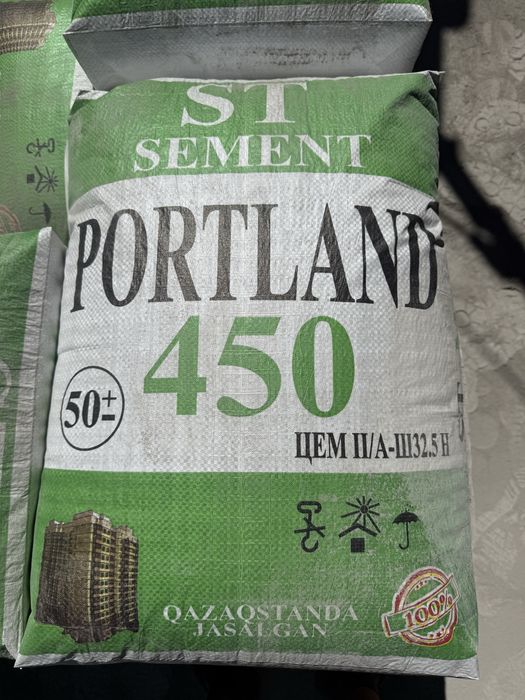 ST
SEMENT
PORTLAND
450
50±
ЦЕМ II/А-Ш32.5 Н
QAZAQSTANDA
JASALGAN
100%